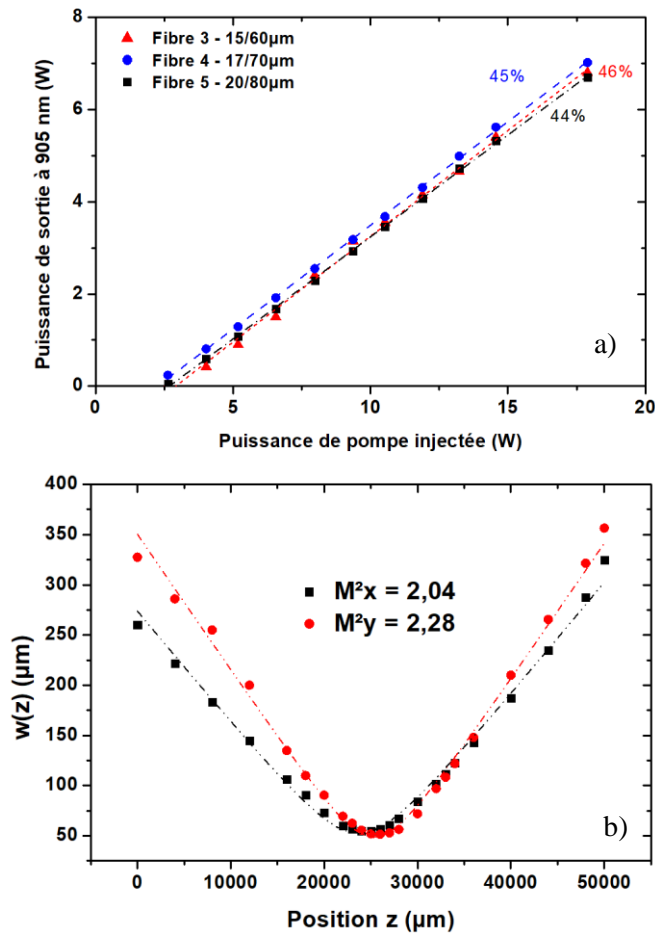 8
6
4
2
0
Puissance de sortie à 905 nm (W)
Fibre 3 - 15/60µm
Fibre 4 - 17/70µm
Fibre 5 - 20/80µm
45%
46%
44%
a)
0
5
10
15
20
Puissance de pompe injectée (W)
400
350
300
250
200
150
100
50
w(z) (µm)
M²x = 2,04
M²y = 2,28
b)
0
10000
20000
30000
40000
50000
Position z (µm)